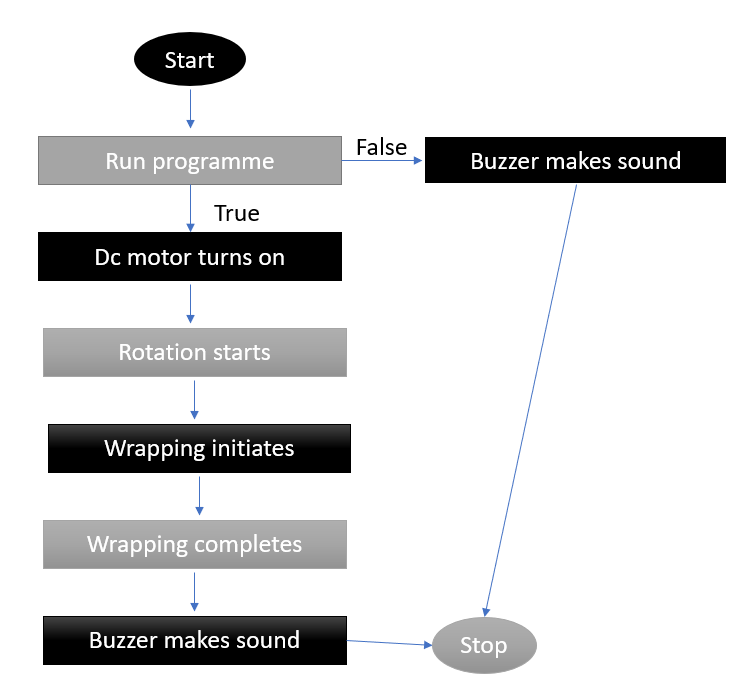 Start
Run programme
False
Buzzer makes sound
True
Dc motor turns on
Rotation starts
Wrapping initiates
Wrapping completes
Buzzer makes sound
Stop